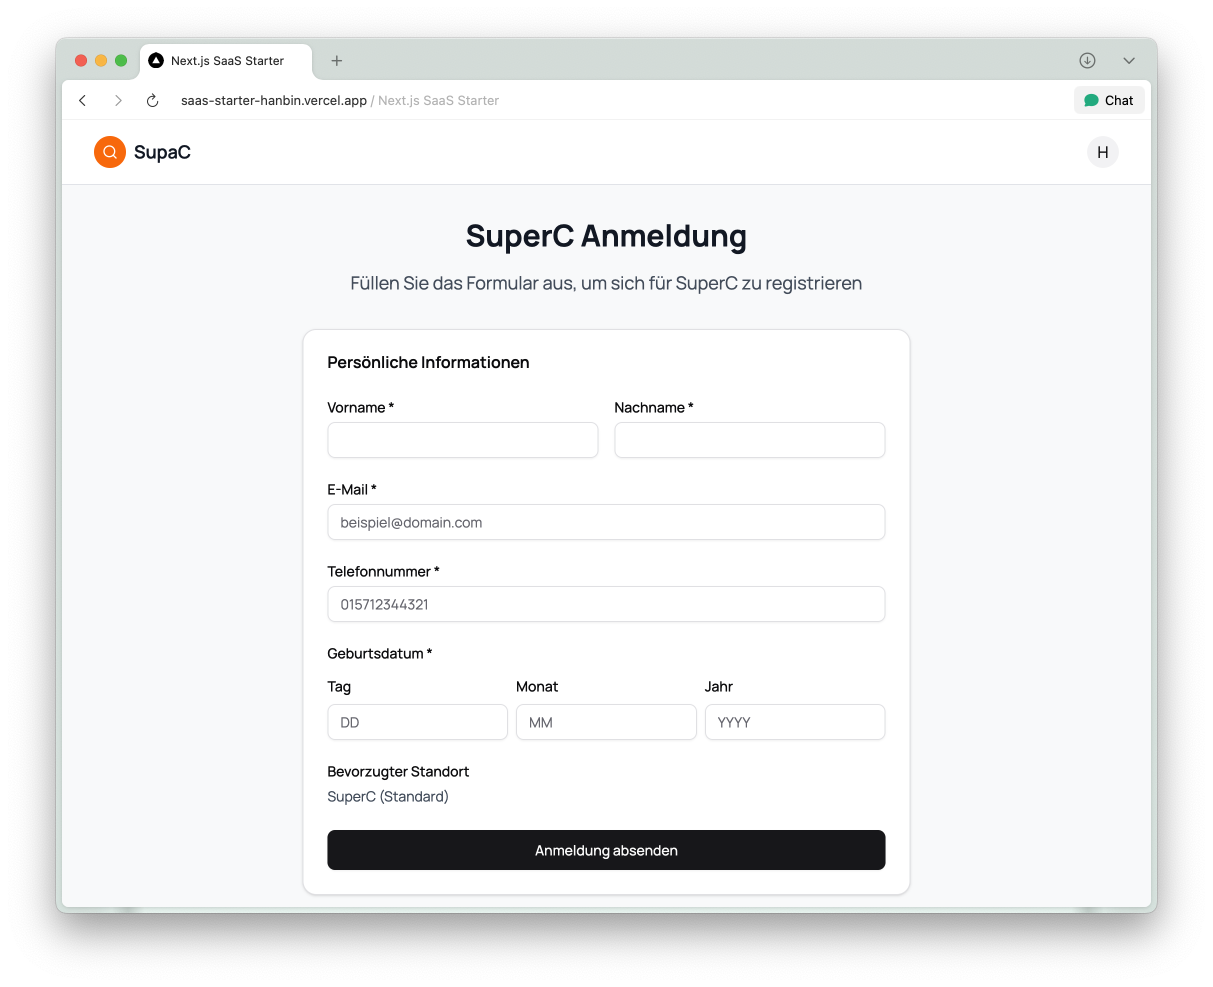 Next.js SaaS Starter
saas-starter-hanbin.vercel.app / Next.js SaaS Starter
Chat
SupaC
H
SuperC Anmeldung
Füllen Sie das Formular aus, um sich für SuperC zu registrieren
Persönliche Informationen
Vorname * Nachname *
E-Mail *
beispiel@domain.com
Telefonnummer *
015712344321
Geburtsdatum *
Tag Monat Jahr
DD MM YYYY
Bevorzugter Standort
SuperC (Standard)
Anmeldung absenden